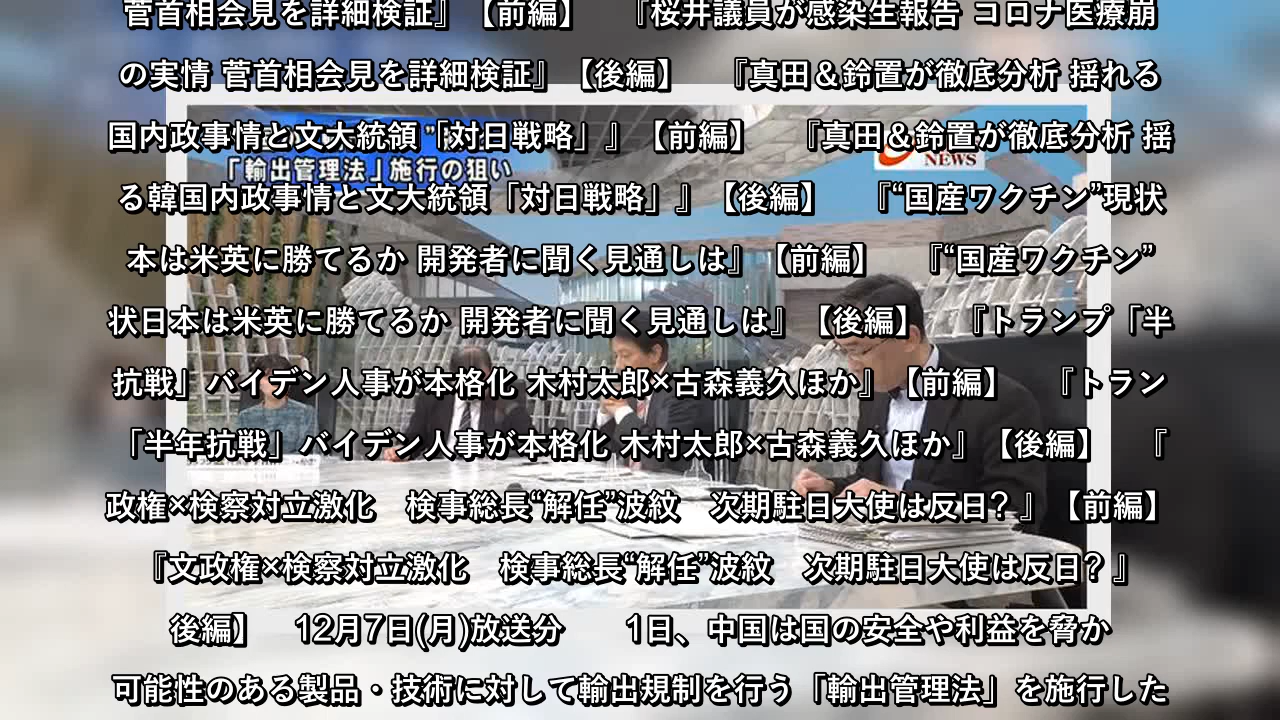 菅首相会見を詳細検証』【前編】　『桜井議員が感染生報告 コロナ医療崩
の実情 菅首相会見を詳細検証』【後編】　『真田＆鈴置が徹底分析 揺れる
国内政事情と文大統領「対日戦略」』【前編】　『真田＆鈴置が徹底分析 揺
る韓国内政事情と文大統領「対日戦略」』【後編】　『“国産ワクチン”現状
本は米英に勝てるか 開発者に聞く見通しは』【前編】　『“国産ワクチン”
状日本は米英に勝てるか 開発者に聞く見通しは』【後編】　『トランプ「半
抗戦」バイデン人事が本格化 木村太郎×古森義久ほか』【前編】　『トラン
「半年抗戦」バイデン人事が本格化 木村太郎×古森義久ほか』【後編】　『
政権×検察対立激化　検事総長“解任”波紋　次期駐日大使は反日？』【前編】
『文政権×検察対立激化　検事総長“解任”波紋　次期駐日大使は反日？』
後編】　12月7日(月)放送分　　1日、中国は国の安全や利益を脅か
可能性のある製品・技術に対して輸出規制を行う「輸出管理法」を施行した
「輸出管理法」施行の狙い
NEWS